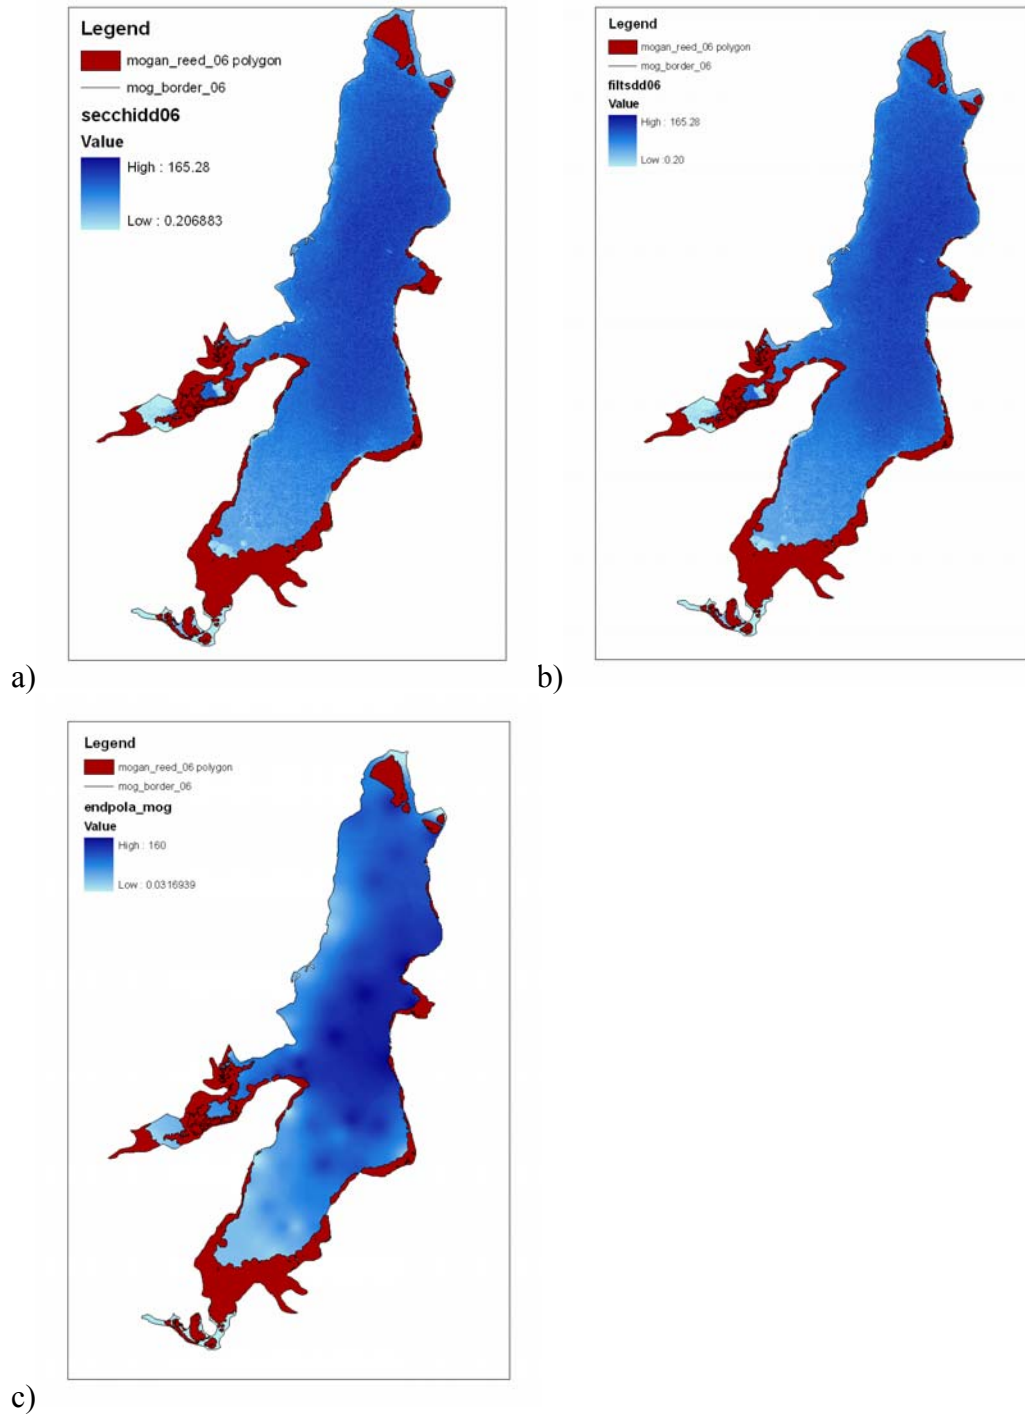 Legend
mogan_reed_06 polygon
mog_border_06
secchidd06
Value
High : 165.28
Low : 0.206883
a)
Legend
mogan_reed_06 polygon
mog_border_06
filtsdd06
Value
High : 165.28
Low :0.20
b)
Legend
mogan_reed_06 polygon
mog_border_06
endpola_mog
Value
High : 160
Low : 0.0316939
c)